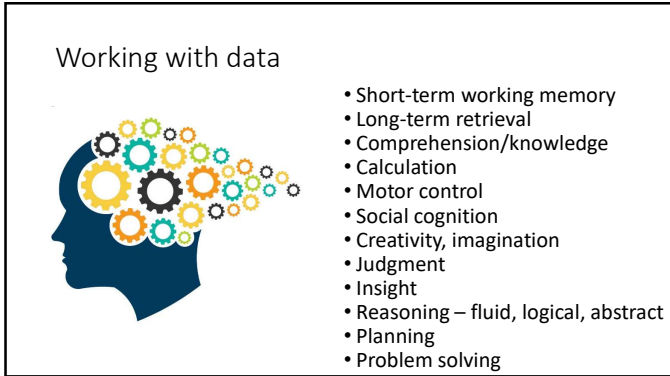 Working with data
• Short-term working memory
• Long-term retrieval
• Comprehension/knowledge
• Calculation
• Motor control
• Social cognition
• Creativity, imagination
• Judgment
• Insight
• Reasoning – fluid, logical, abstract
• Planning
• Problem solving